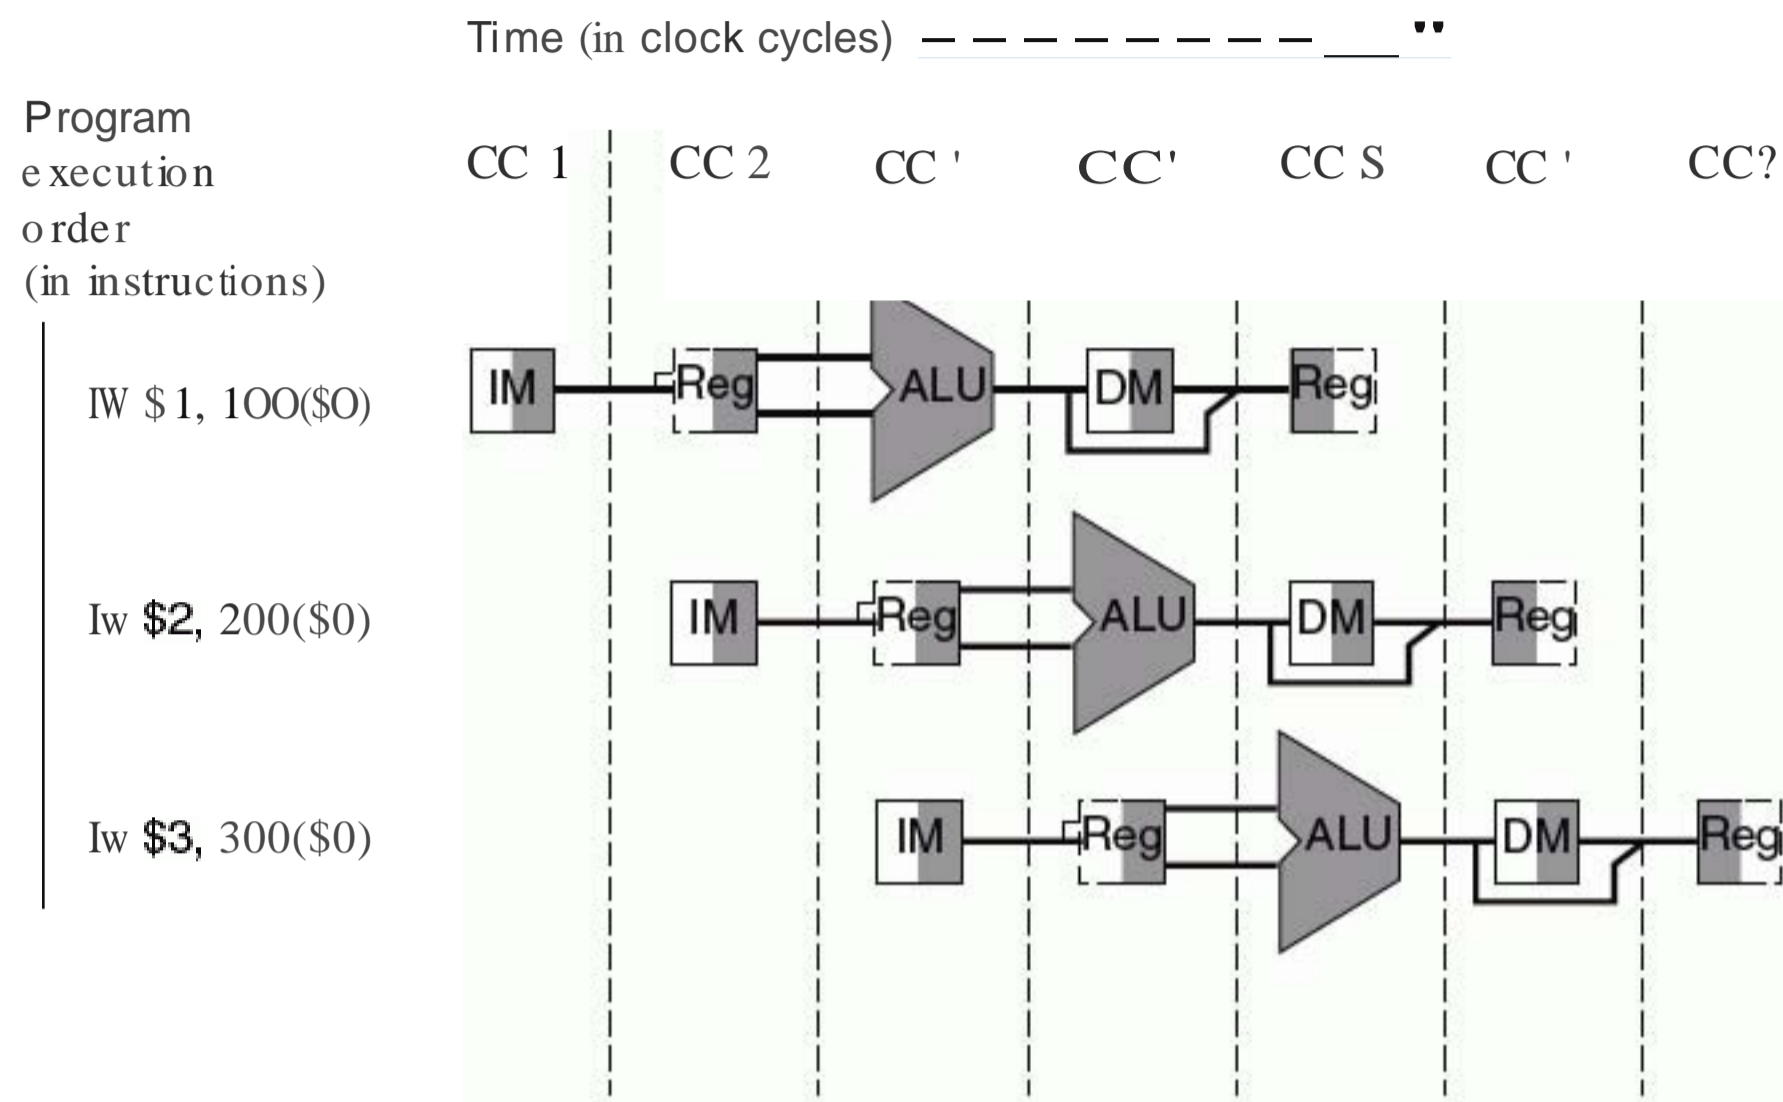 Time (in clock cycles)
Program
execution
order
(in instructions)
CC 1 CC 2 CC ' CC' CC S CC ' CC?
IW $1, 1OO($O)
IM Reg ALU DM Reg
Iw $2, 200($0)
IM Reg ALU DM Reg
Iw $3, 300($0)
IM Reg ALU DM Reg